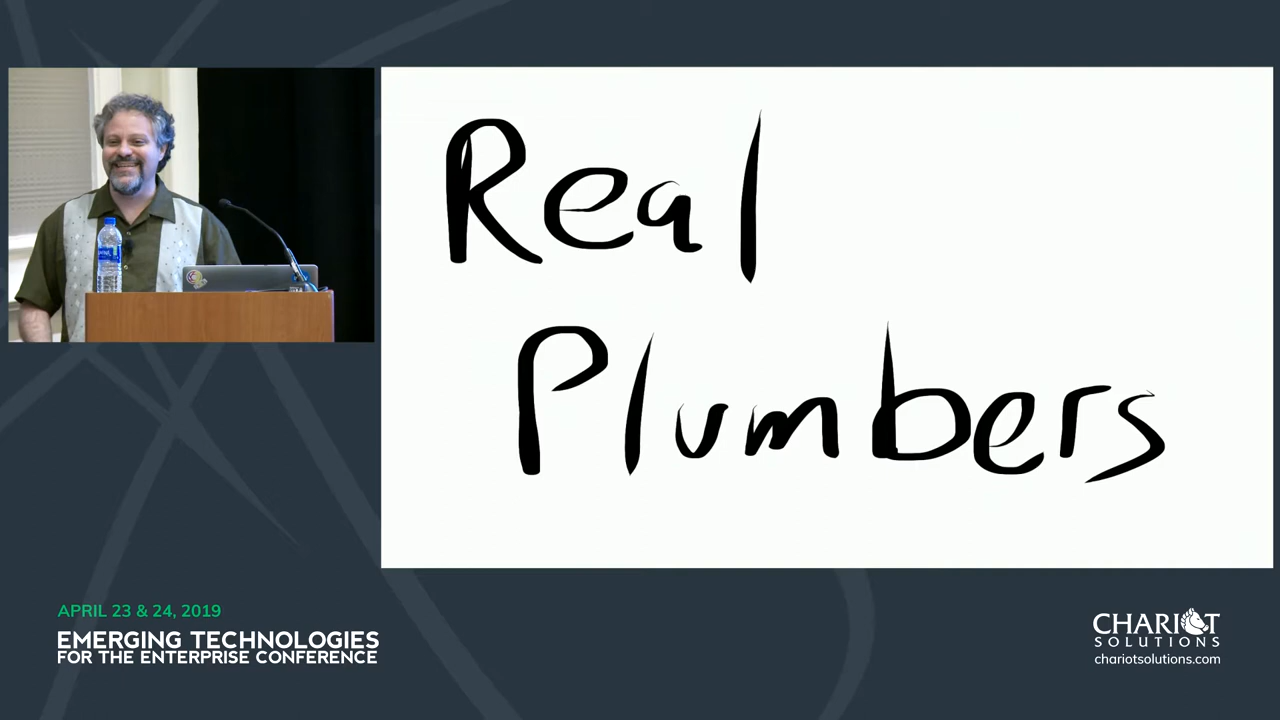 Real
Plumbers
APRIL 23 & 24, 2019
EMERGING TECHNOLOGIES
FOR THE ENTERPRISE CONFERENCE
CHARIOT
SOLUTIONS
chariotsolutions.com